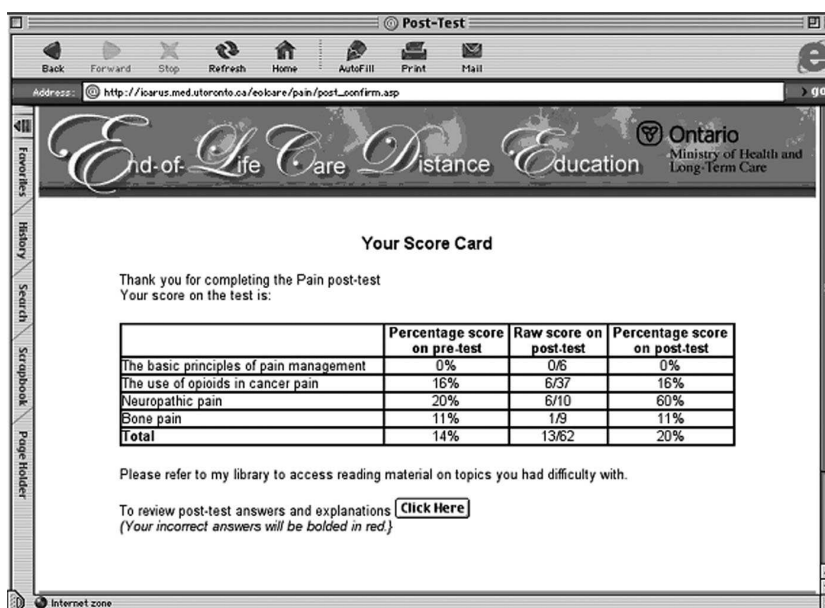 Post-Test
Back Forward Stop Refresh Home AutoFill Print Mail
Address: http://icarus.med.utoronto.ca/eolcare/pain/post_confirm.asp go
Favorites
History
Search
Scrapbook
Page Holder
End-of-Life Care Distance Education
Ontario
Ministry of Health and
Long-Term Care
Your Score Card
Thank you for completing the Pain post-test
Your score on the test is:
Percentage score Raw score on Percentage score
on pre-test post-test on post-test
The basic principles of pain management 0% 0/6 0%
The use of opioids in cancer pain 16% 6/37 16%
Neuropathic pain 20% 6/10 60%
Bone pain 11% 1/9 11%
Total 14% 13/62 20%
Please refer to my library to access reading material on topics you had difficulty with.
To review post-test answers and explanations Click Here
(Your incorrect answers will be bolded in red.}
Internet zone